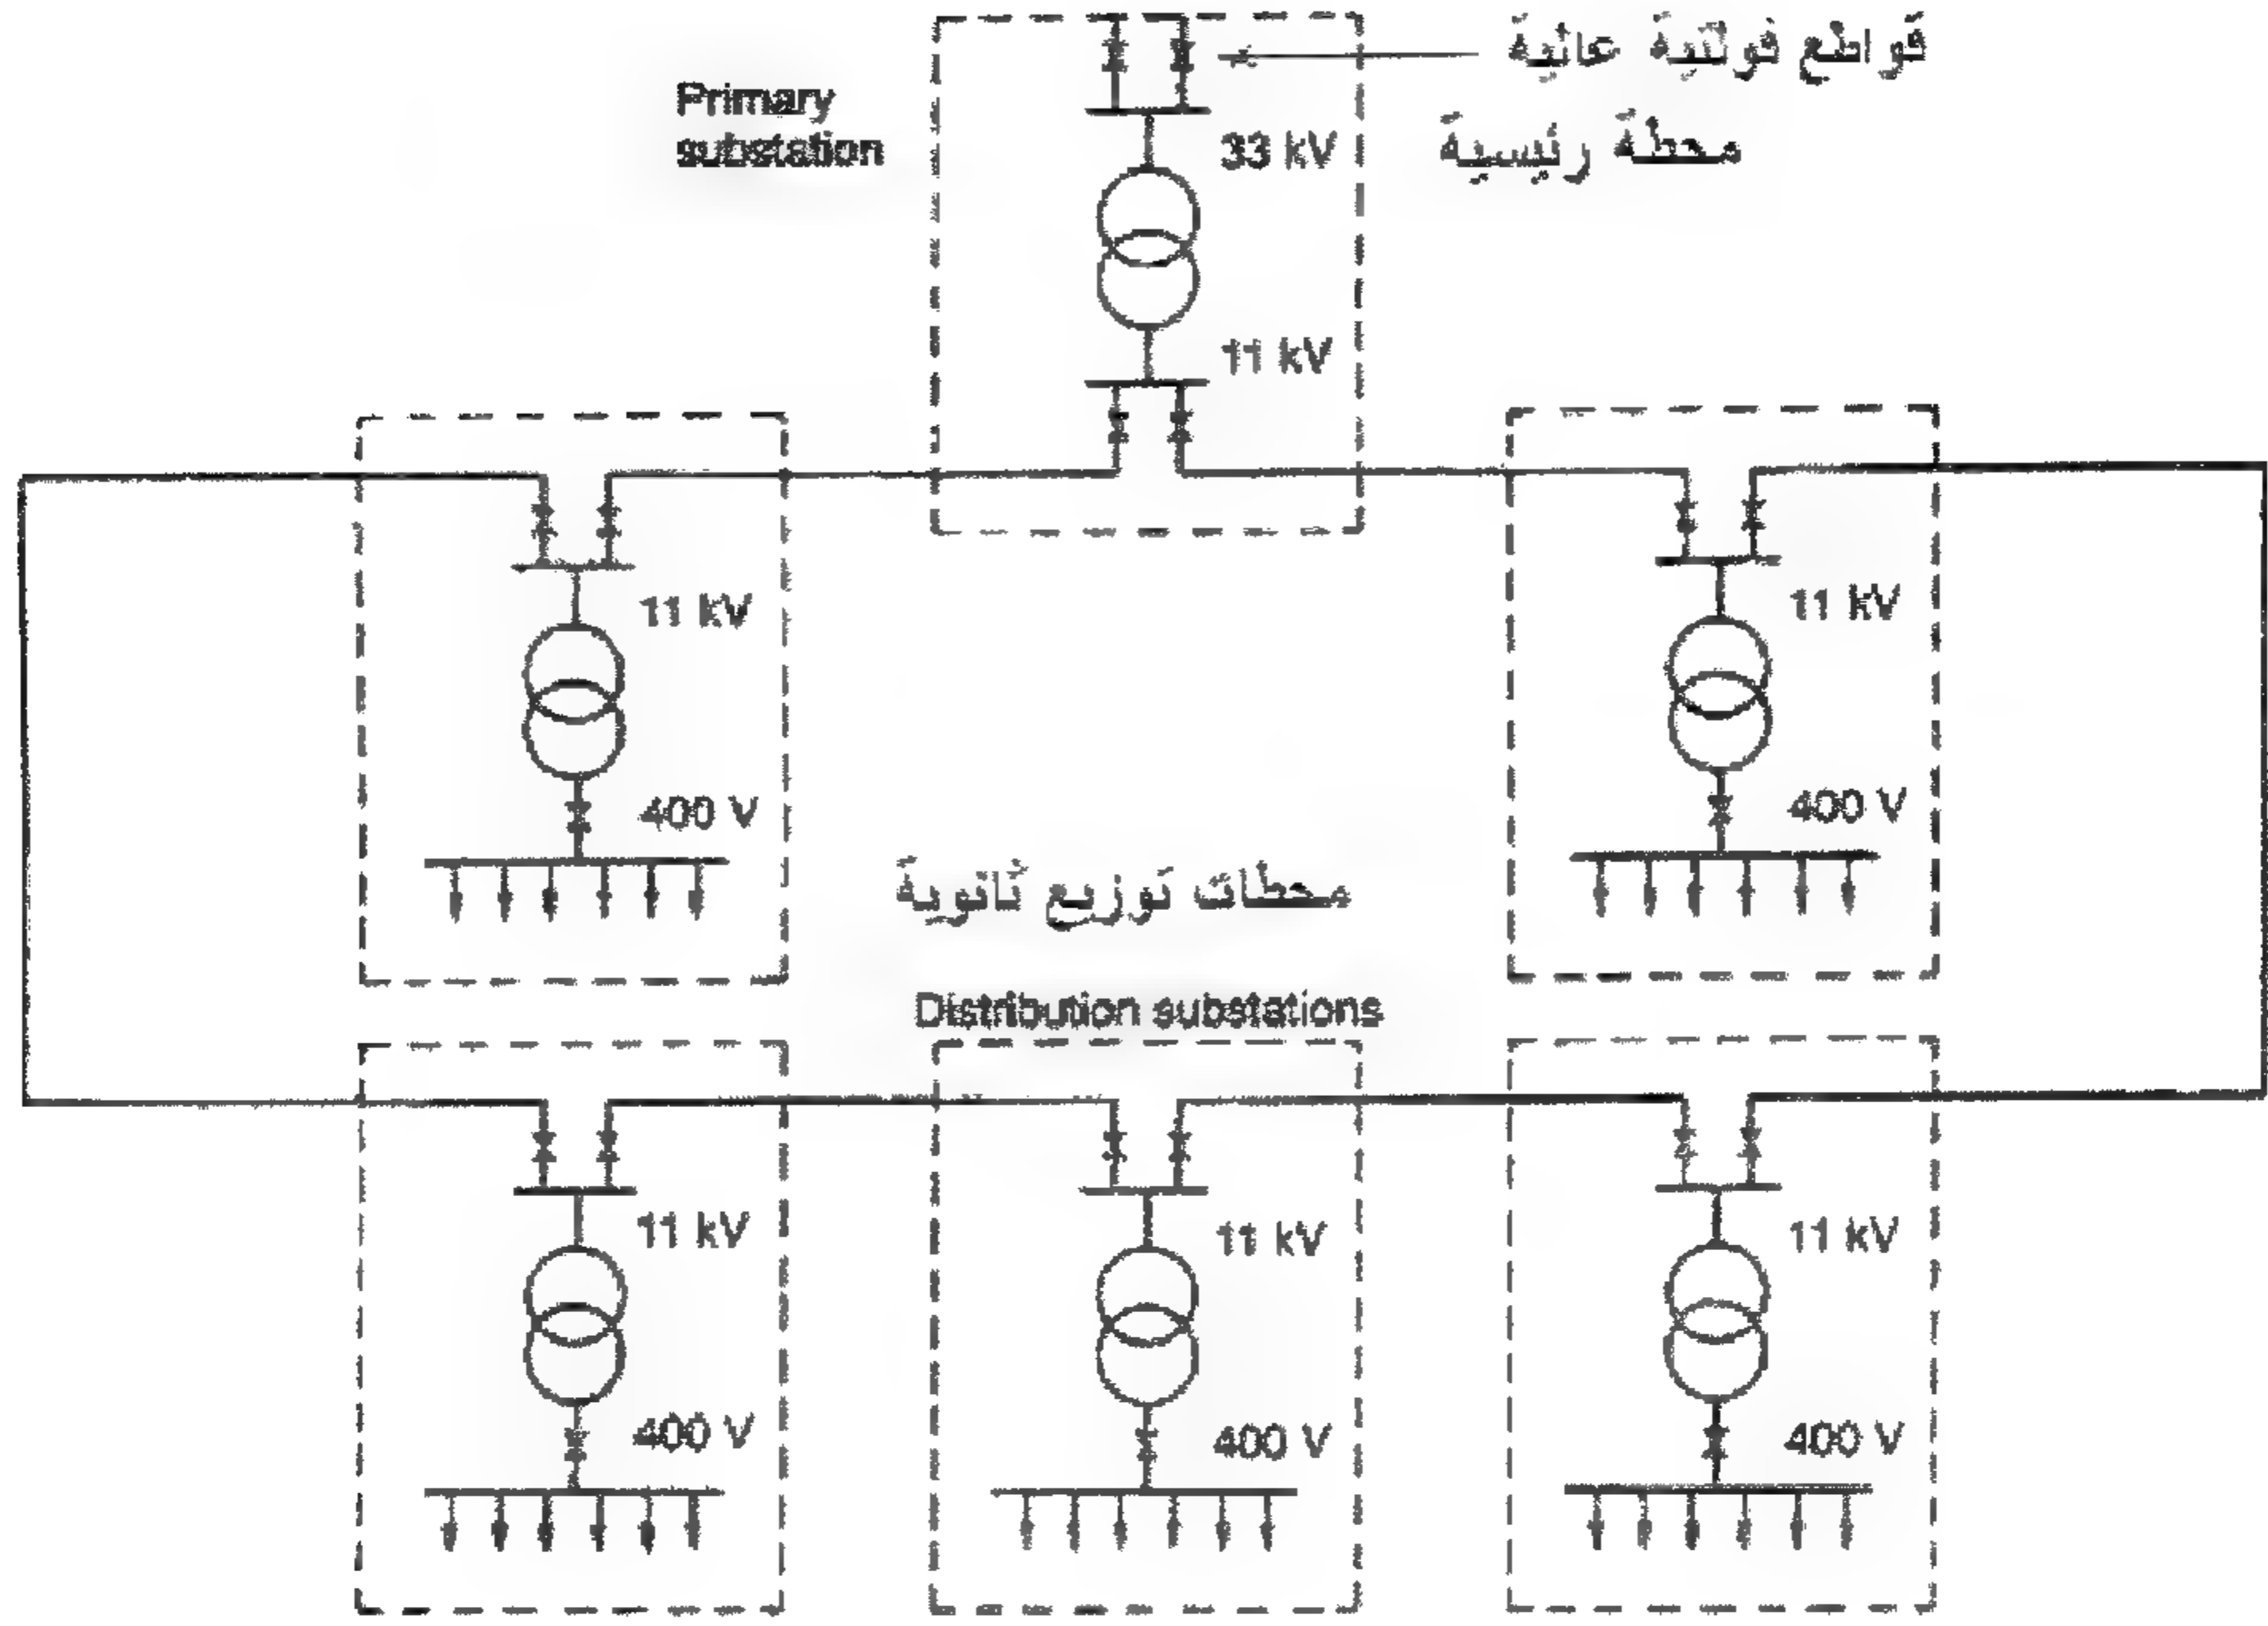 قواطع فولتية عالية
Primary
substation
33 kV
محطة رئيسية
11 kV
11 kV
11 kV
400 V
400 V
محطات توزيع ثانوية
Distribution substations
11 kV
11 kV
11 kV
400 V
400 V
400 V